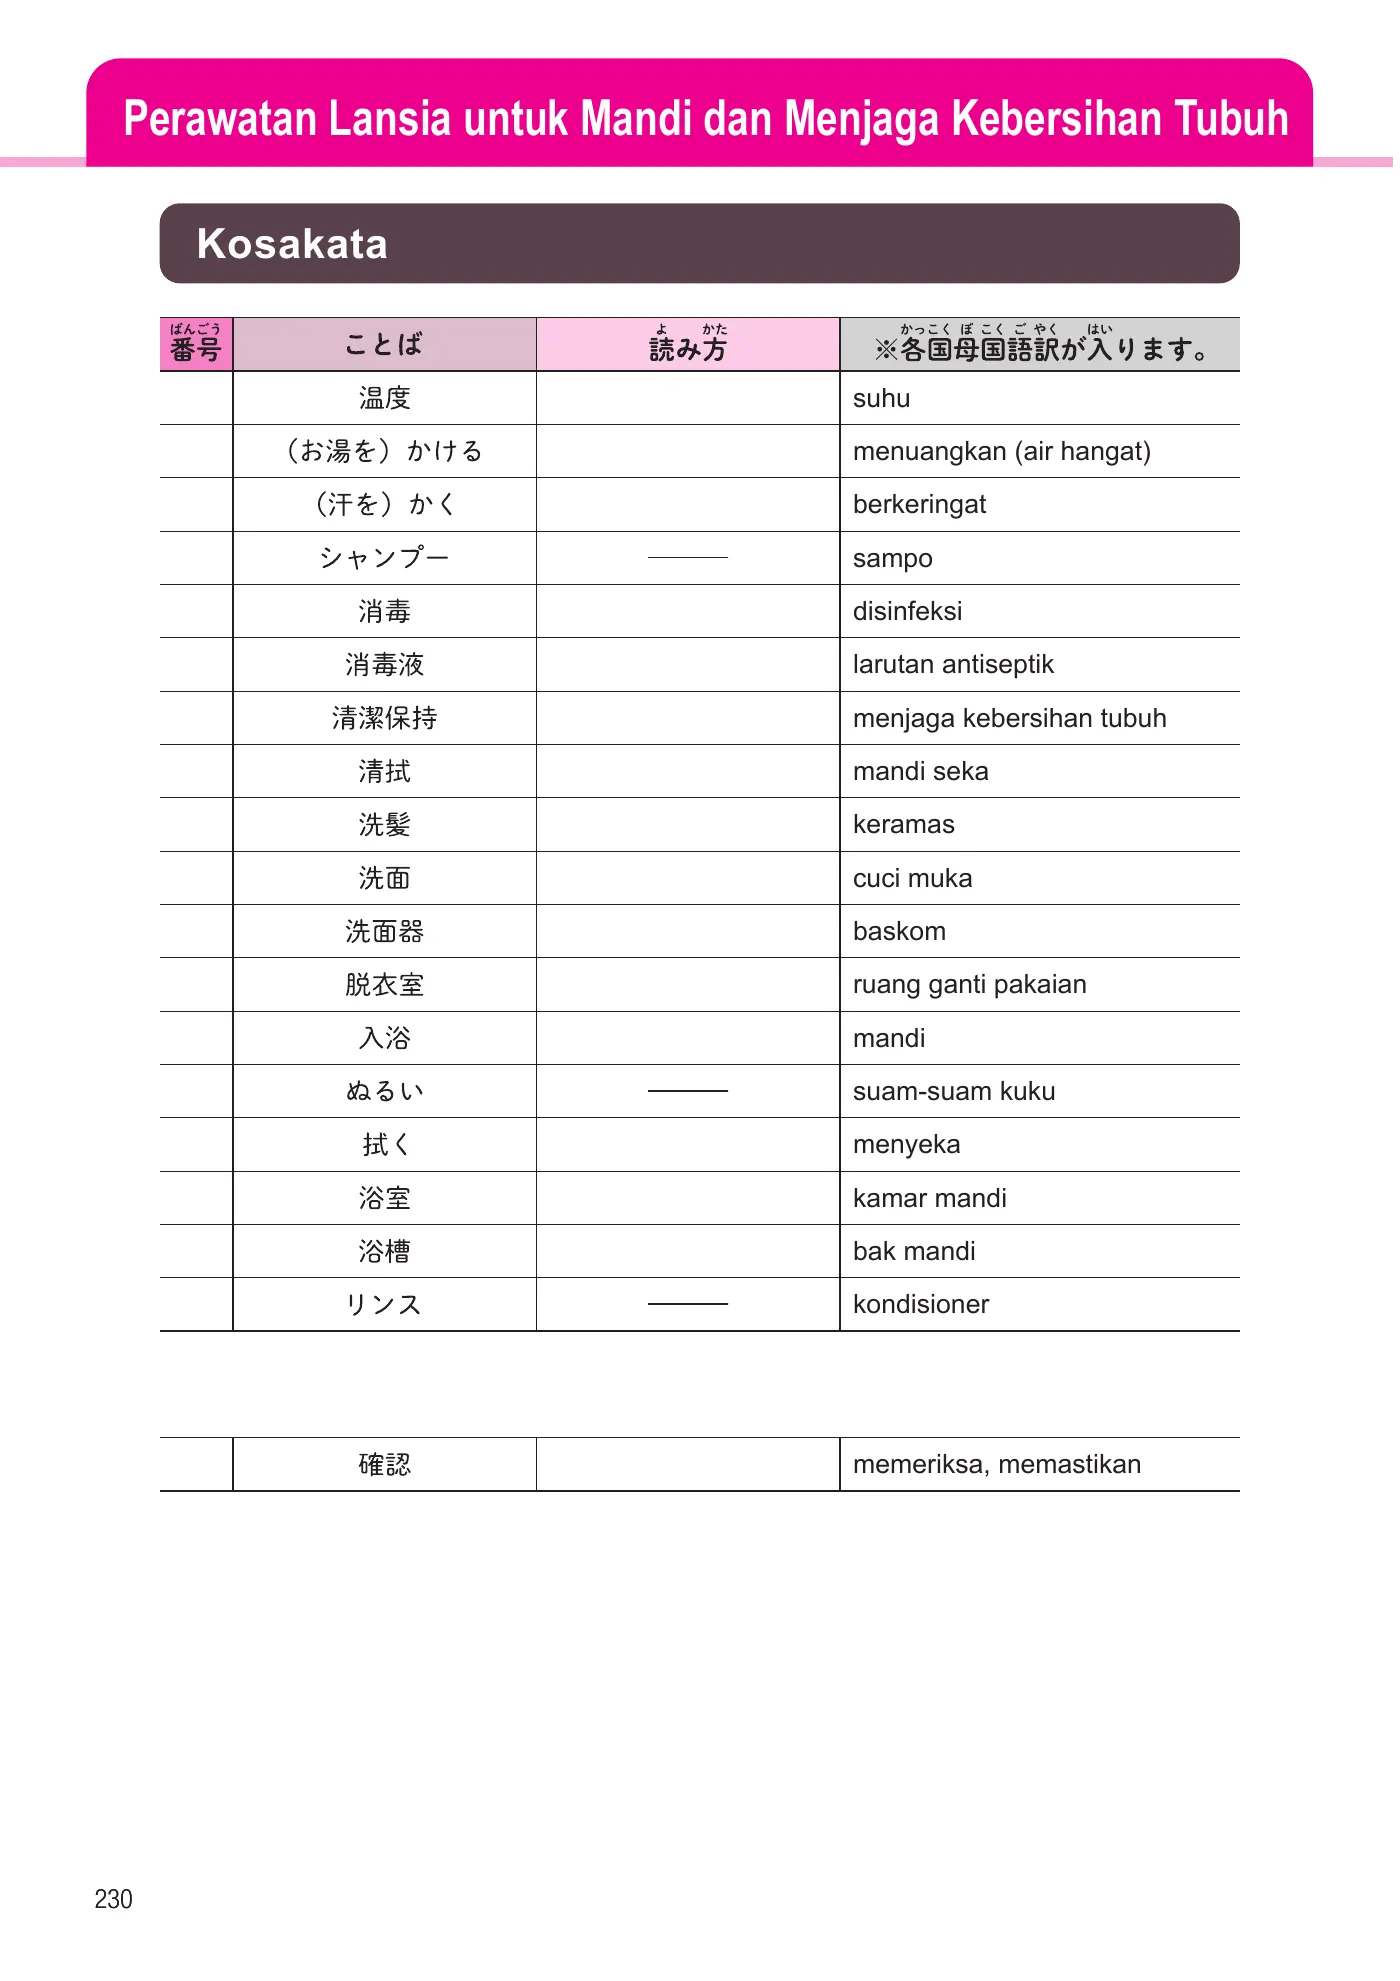 Perawatan Lansia untuk Mandi dan Menjaga Kebersihan Tubuh
Kosakata
ばんごう よ かた かっこく ぼ こく ご やく はい
番号 ことば 読み方 ※各国母国語訳が入ります。
温度 suhu
（お湯を）かける menuangkan (air hangat)
（汗を）かく berkeringat
シャンプー ――― sampo
消毒 disinfeksi
消毒液 larutan antiseptik
清潔保持 menjaga kebersihan tubuh
清拭 mandi seka
洗髪 keramas
洗面 cuci muka
洗面器 baskom
脱衣室 ruang ganti pakaian
入浴 mandi
ぬるい ――― suam-suam kuku
拭く menyeka
浴室 kamar mandi
浴槽 bak mandi
リンス ――― kondisioner
確認 memeriksa, memastikan
230